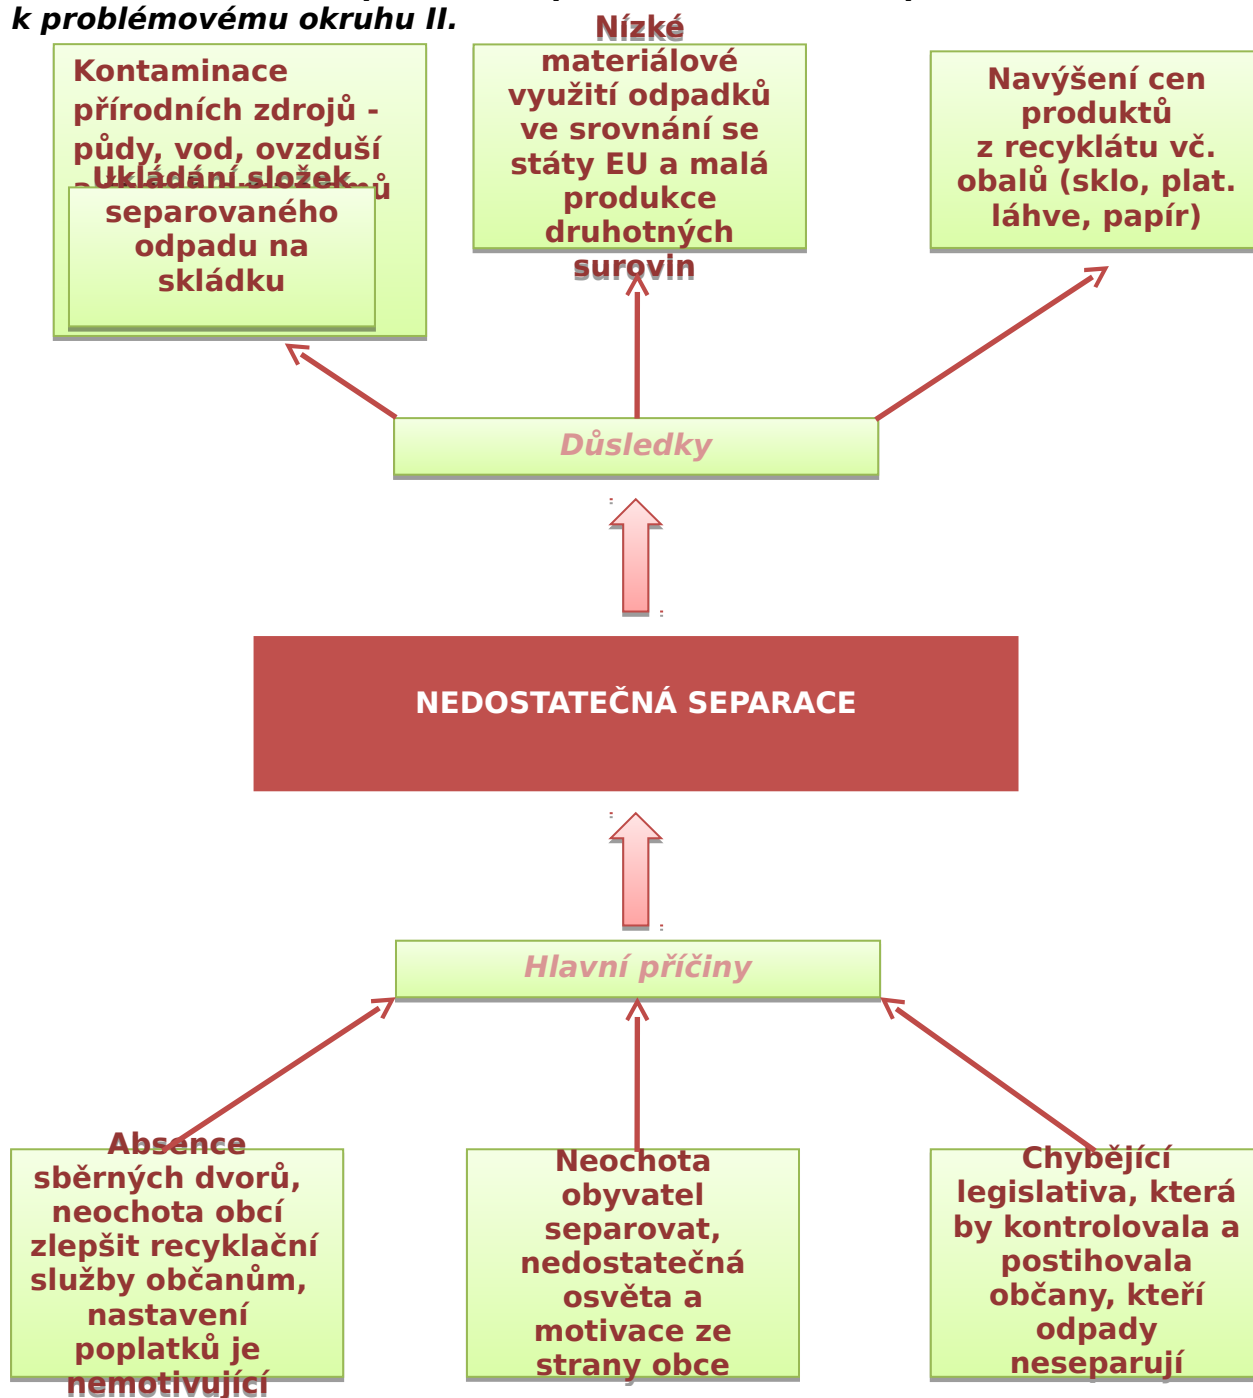 k problémovému okruhu II.
Kontaminace
přírodních zdrojů -
půdy, vod, ovzduší
Ukládání složek
separovaného
odpadu na
skládku
Nízké
materiálové
využití odpadků
ve srovnání se
státy EU a malá
produkce
druhotných
surovin
Navýšení cen
produktů
z recyklátu vč.
obalů (sklo, plat.
láhve, papír)
Důsledky
NEDOSTATEČNÁ SEPARACE
Hlavní příčiny
Absence
sběrných dvorů,
neochota obcí
zlepšit recyklační
služby občanům,
nastavení
poplatků je
nemotivující
Neochota
obyvatel
separovat,
nedostatečná
osvěta a
motivace ze
strany obce
Chybějící
legislativa, která
by kontrolovala a
postihovala
občany, kteří
odpady
neseparují